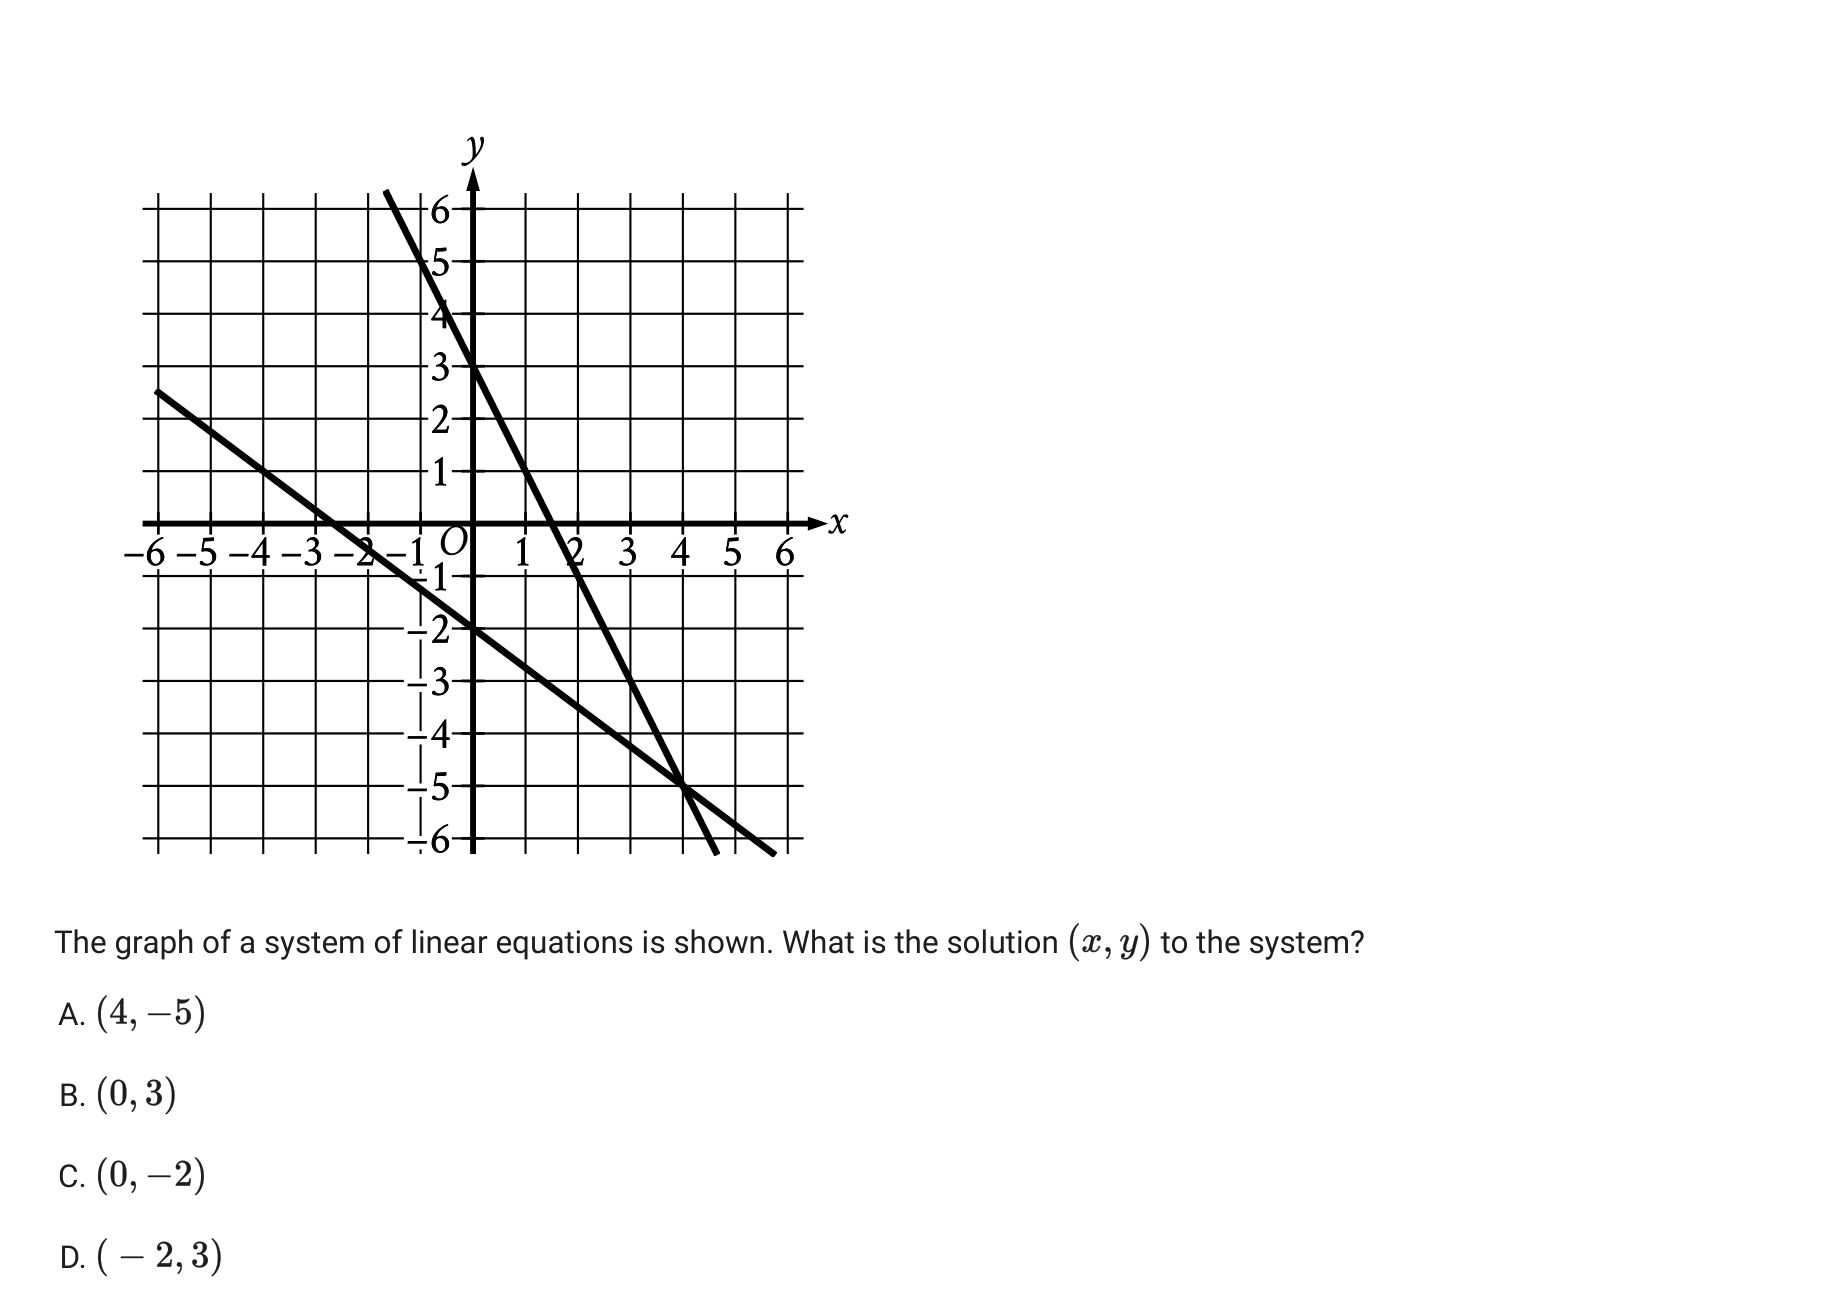 y
6
5
4
3
2
1
x
−6 −5 −4 −3 −2 −1 O 1 2 3 4 5 6
−1
−2
−3
−4
−5
−6
The graph of a system of linear equations is shown. What is the solution (x, y) to the system?
A. (4, −5)
B. (0, 3)
C. (0, −2)
D. (−2, 3)